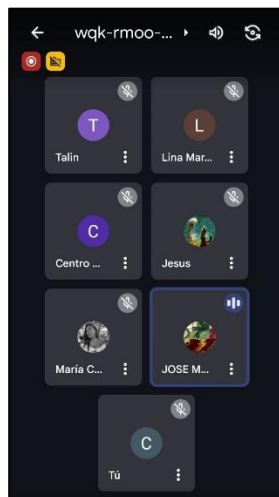 wqk-rmoo-...
T
L
Talin
Lina Mar...
C
Centro ...
Jesus
María C...
JOSE M...
C
Tú